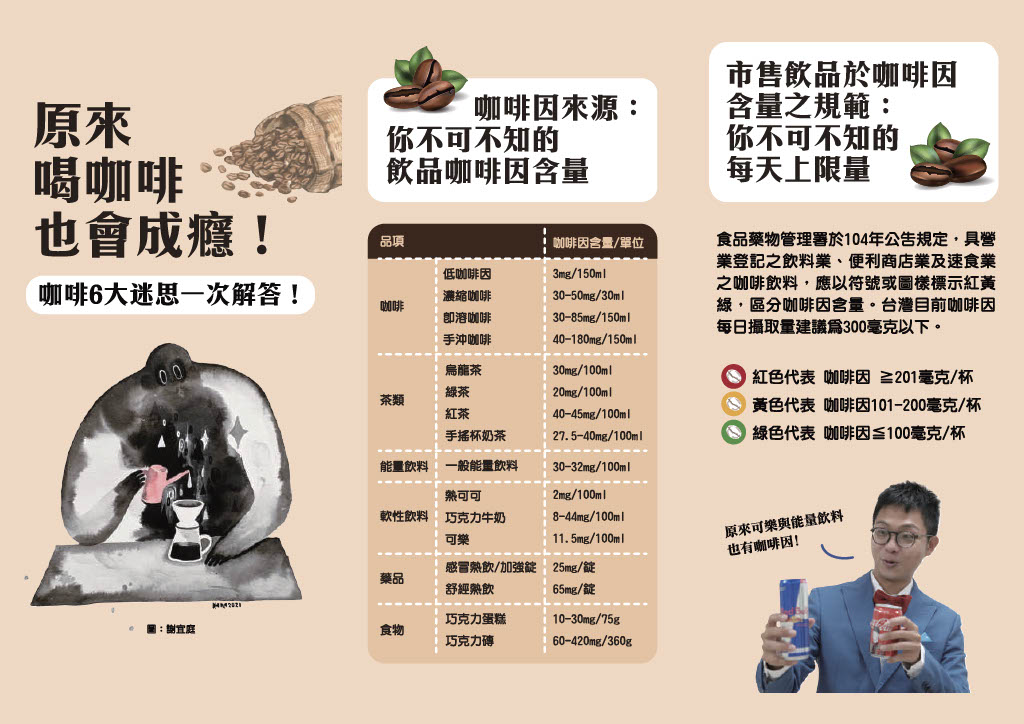 原來
喝咖啡
也會成癮！
咖啡6大迷思一次解答！
圖：謝宜庭
咖啡因來源：
你不可不知的
飲品咖啡因含量
品項 咖啡因含量/單位
咖啡
低咖啡因 3mg/150ml
濃縮咖啡 30-50mg/30ml
即溶咖啡 30-85mg/150ml
手沖咖啡 40-180mg/150ml
茶類
烏龍茶 30mg/100ml
綠茶 20mg/100ml
紅茶 40-45mg/100ml
手搖杯奶茶 27.5-40mg/100ml
能量飲料 一般能量飲料 30-32mg/100ml
軟性飲料
熱可可 2mg/100ml
巧克力牛奶 8-44mg/100ml
可樂 11.5mg/100ml
藥品
感冒熱飲/加強錠 25mg/錠
舒經熱飲 65mg/錠
食物
巧克力蛋糕 10-30mg/75g
巧克力磚 60-420mg/360g
市售飲品於咖啡因
含量之規範：
你不可不知的
每天上限量
食品藥物管理署於104年公告規定，具營
業登記之飲料業、便利商店業及速食業
之咖啡飲料，應以符號或圖樣標示紅黃
綠，區分咖啡因含量。台灣目前咖啡因
每日攝取量建議為300毫克以下。
紅色代表 咖啡因 ≧201毫克/杯
黃色代表 咖啡因101-200毫克/杯
綠色代表 咖啡因≦100毫克/杯
原來可樂與能量飲料
也有咖啡因!